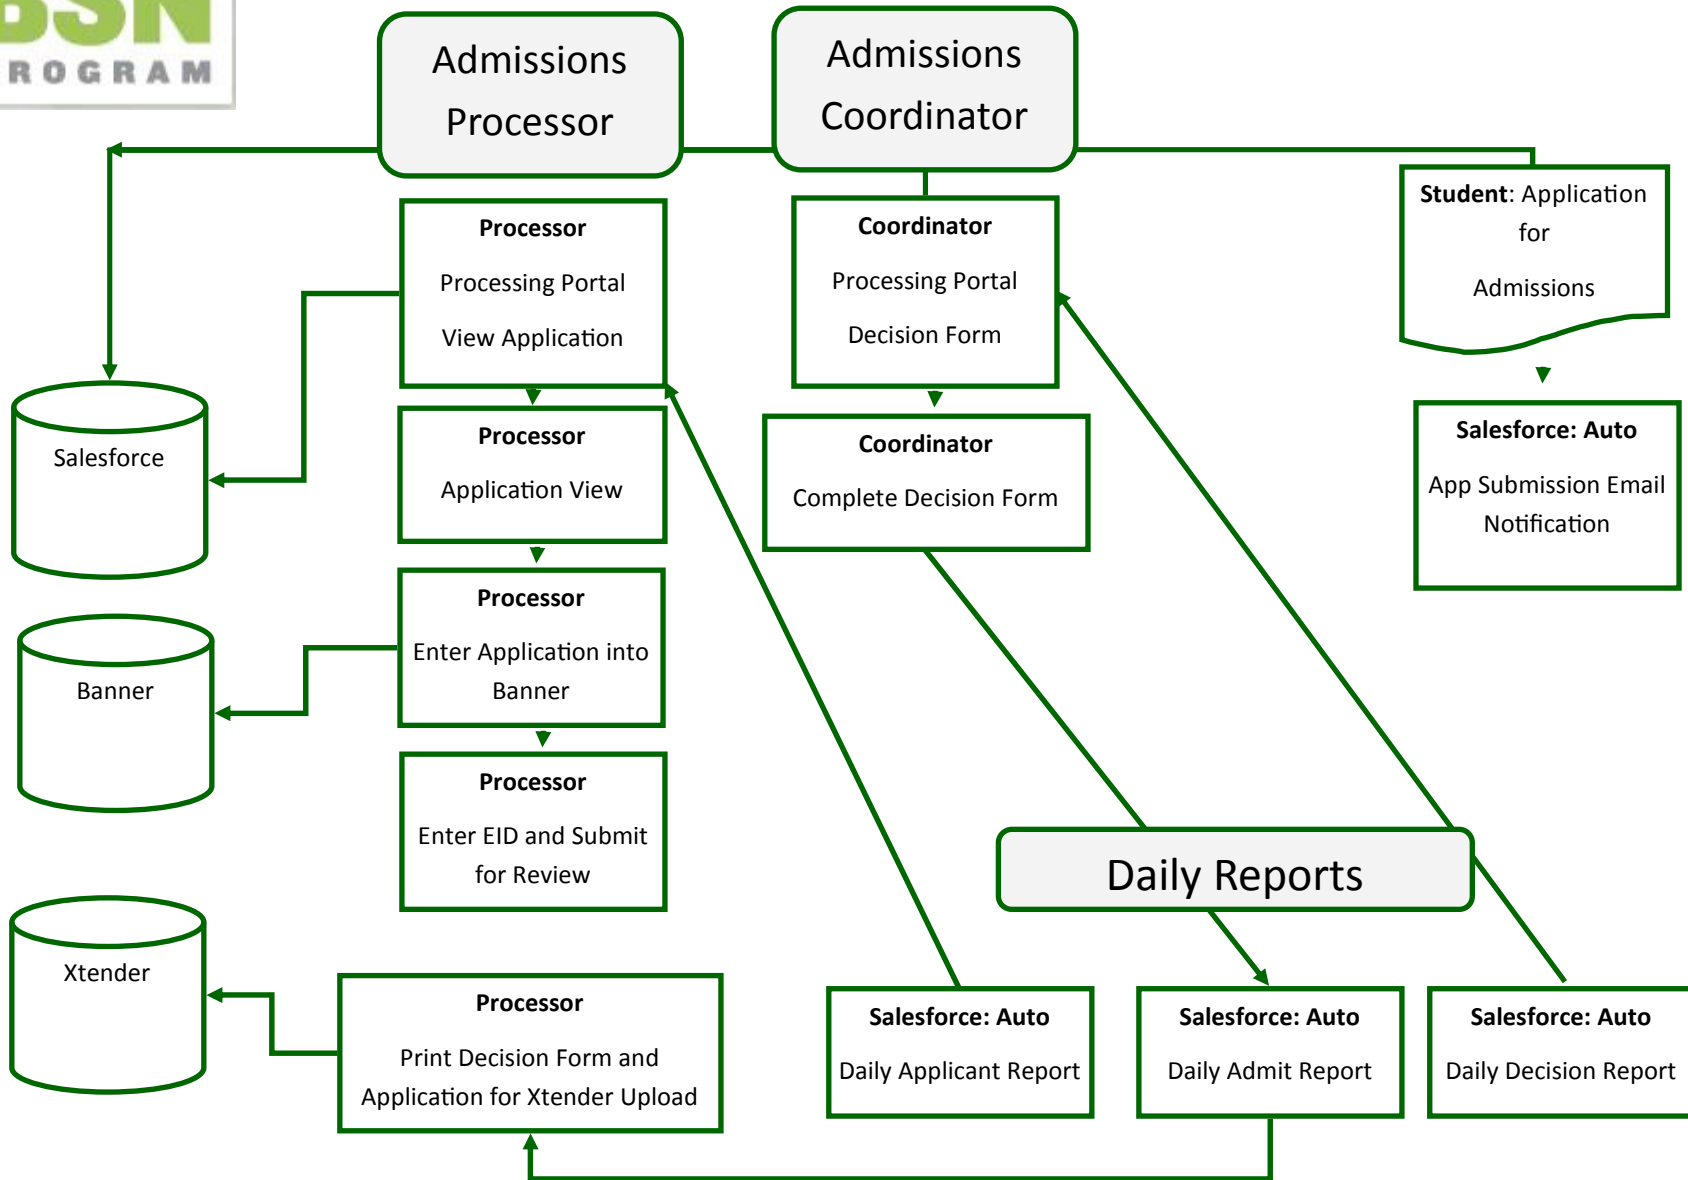 BSN
ROGRAM
Admissions
Processor
Admissions
Coordinator
Student: Application
for
Admissions
Processor
Processing Portal
View Application
Coordinator
Processing Portal
Decision Form
Salesforce
Processor
Application View
Coordinator
Complete Decision Form
Salesforce: Auto
App Submission Email
Notification
Banner
Processor
Enter Application into
Banner
Processor
Enter EID and Submit
for Review
Daily Reports
Xtender
Processor
Print Decision Form and
Application for Xtender Upload
Salesforce: Auto
Daily Applicant Report
Salesforce: Auto
Daily Admit Report
Salesforce: Auto
Daily Decision Report